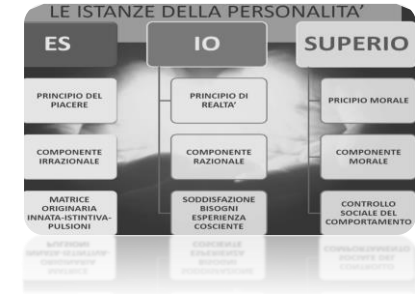 LE ISTANZE DELLA PERSONALITA'
ES
IO
SUPERIO
PRINCIPIO DEL
PIACERE
PRINCIPIO DI
REALTA'
PRICIPIO MORALE
COMPONENTE
IRRAZIONALE
COMPONENTE
RAZIONALE
COMPONENTE
MORALE
MATRICE
ORIGINARIA
INNATA-ISTINTIVA-
PULSIONI
SODDISFAZIONE
BISOGNI
ESPERIENZA
COSCIENTE
CONTROLLO
SOCIALE DEL
COMPORTAMENTO